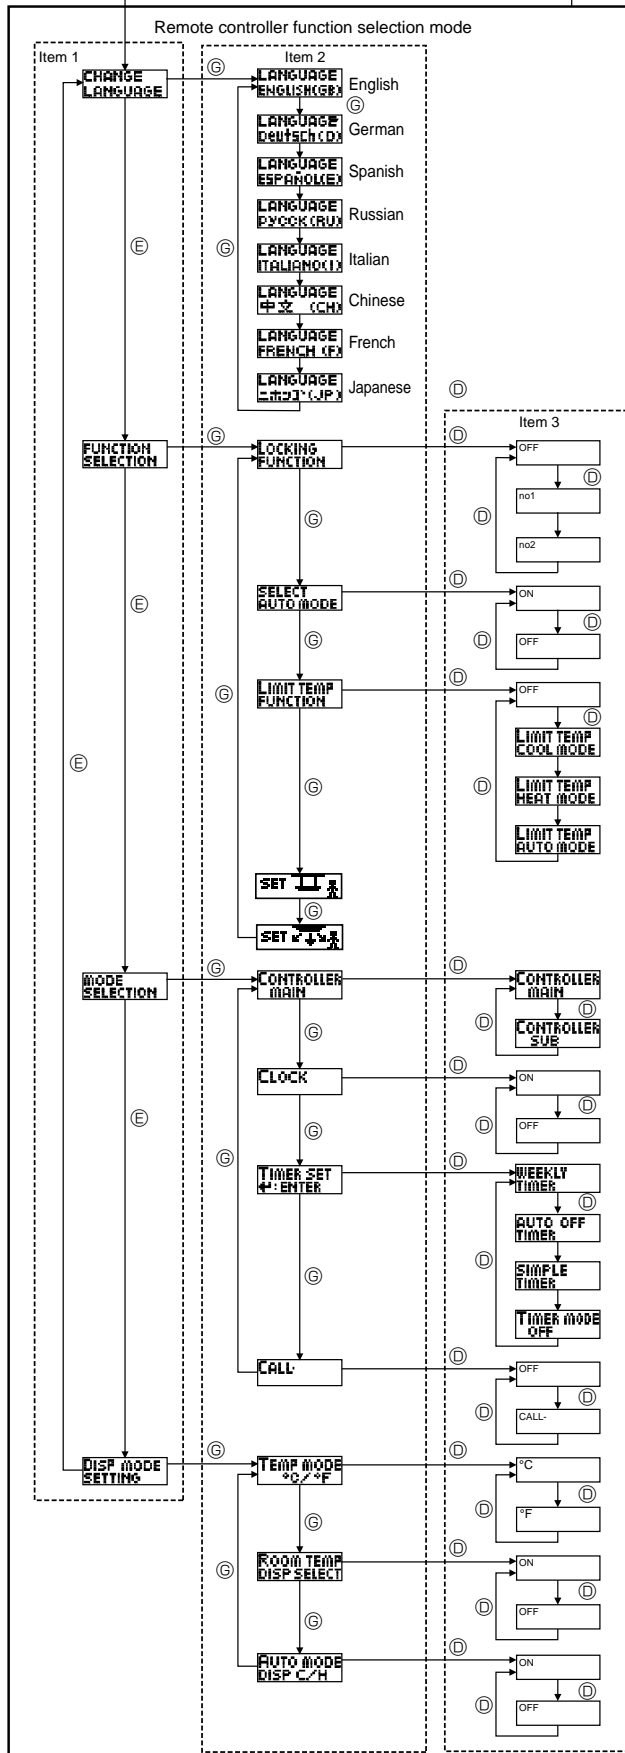 Remote controller function selection mode
Item 1
Item 2
CHANGE
LANGUAGE
Ⓖ
LANGUAGE
ENGLISH(GB)
English
Ⓖ
LANGUAGE
Deutsch(D)
German
LANGUAGE
ESPAÑOL(E)
Spanish
LANGUAGE
РУССК(RU)
Russian
Ⓔ
Ⓖ
LANGUAGE
ITALIANO(I)
Italian
LANGUAGE
中文 (CH)
Chinese
LANGUAGE
FRENCH (F)
French
LANGUAGE
ニホンゴ(JP)
Japanese
Ⓓ
Item 3
FUNCTION
SELECTION
Ⓖ
LOCKING
FUNCTION
Ⓓ
OFF
Ⓓ
no1
Ⓓ
no2
Ⓖ
Ⓔ
SELECT
AUTO MODE
Ⓓ
ON
Ⓓ
OFF
Ⓓ
Ⓖ
Ⓖ
LIMIT TEMP
FUNCTION
Ⓓ
OFF
Ⓓ
LIMIT TEMP
COOL MODE
Ⓔ
Ⓖ
Ⓓ
LIMIT TEMP
HEAT MODE
LIMIT TEMP
AUTO MODE
SET
Ⓖ
SET
MODE
SELECTION
Ⓖ
CONTROLLER
MAIN
Ⓓ
CONTROLLER
MAIN
Ⓓ
Ⓓ
CONTROLLER
SUB
Ⓖ
CLOCK
Ⓓ
ON
Ⓓ
Ⓔ
Ⓖ
Ⓓ
OFF
Ⓖ
TIMER SET
↵:ENTER
Ⓓ
WEEKLY
TIMER
Ⓓ
AUTO OFF
TIMER
Ⓓ
SIMPLE
TIMER
Ⓖ
TIMER MODE
OFF
CALL-
Ⓓ
OFF
Ⓓ
Ⓓ
CALL-
DISP MODE
SETTING
Ⓖ
TEMP MODE
°C/°F
Ⓓ
°C
Ⓓ
Ⓓ
°F
Ⓖ
ROOM TEMP
DISP SELECT
Ⓓ
ON
Ⓖ
Ⓓ
Ⓓ
OFF
Ⓖ
AUTO MODE
DISP C/H
Ⓓ
ON
Ⓓ
Ⓓ
OFF